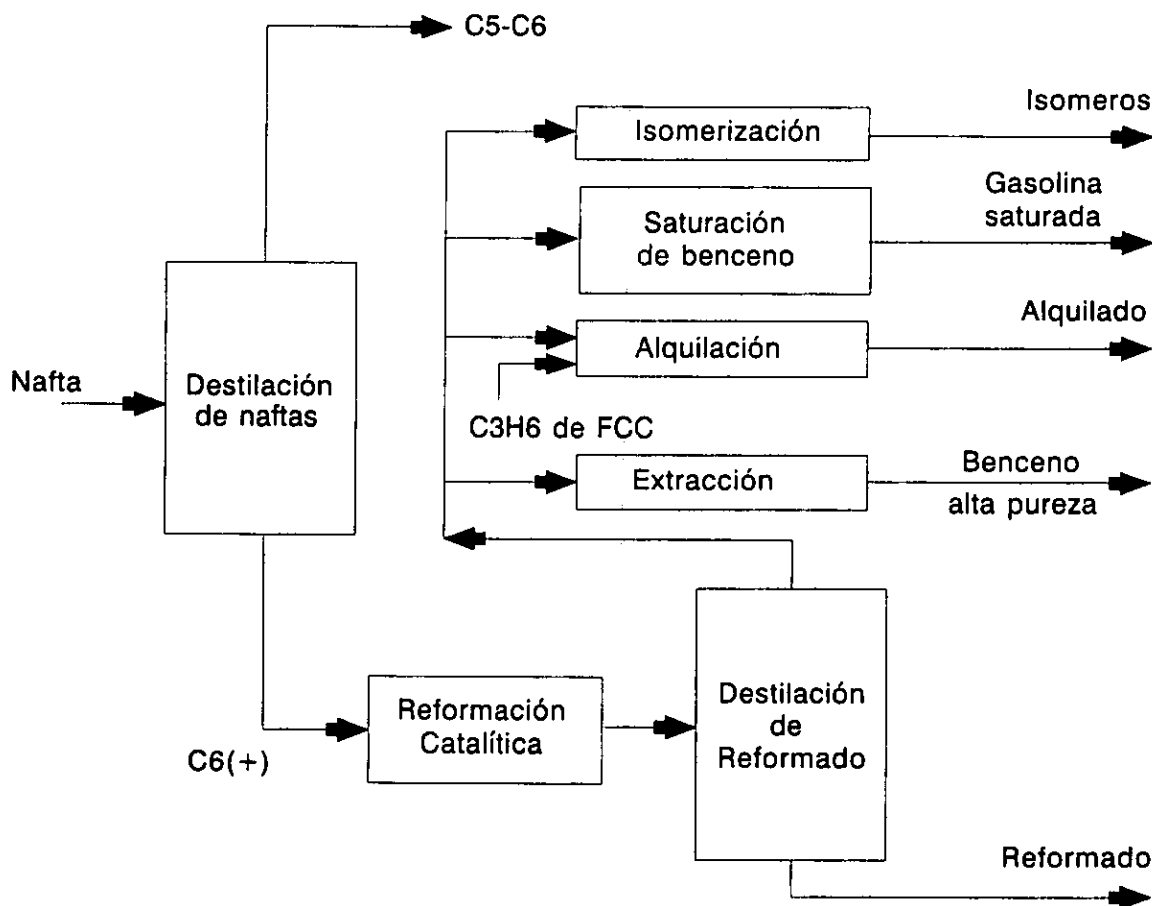 C5-C6
Isomeros
Isomerización
Gasolina
saturada
Saturación
de benceno
Alquilado
Alquilación
Nafta
Destilación
de naftas
C3H6 de FCC
Benceno
alta pureza
Extracción
Destilación
de
Reformado
Reformación
Catalítica
C6(+)
Reformado